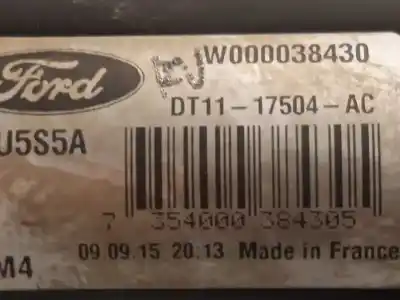 Ford
W000038430
DT11-17504-AC
U5S5A
7 354000 384305
M4
09.09.15 20:13 Made in France